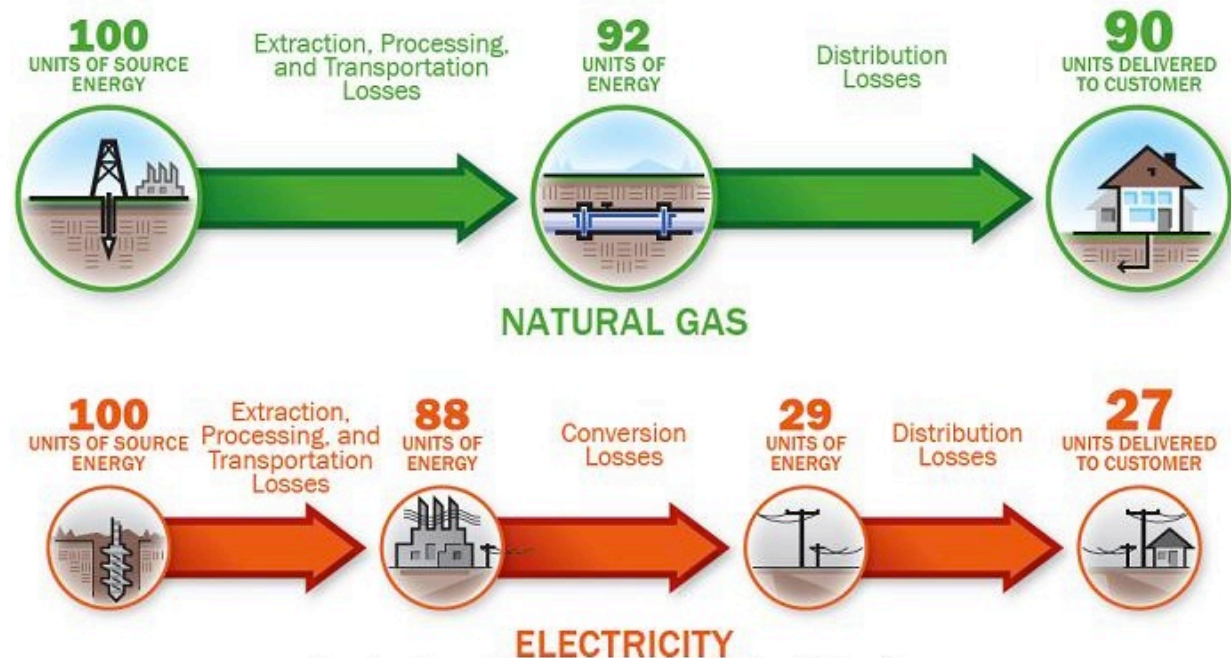 100
UNITS OF SOURCE
ENERGY
Extraction, Processing,
and Transportation
Losses
92
UNITS OF
ENERGY
Distribution
Losses
90
UNITS DELIVERED
TO CUSTOMER
NATURAL GAS
100
UNITS OF SOURCE
ENERGY
Extraction,
Processing, and
Transportation
Losses
88
UNITS OF
ENERGY
Conversion
Losses
29
UNITS OF
ENERGY
Distribution
Losses
27
UNITS DELIVERED
TO CUSTOMER
ELECTRICITY